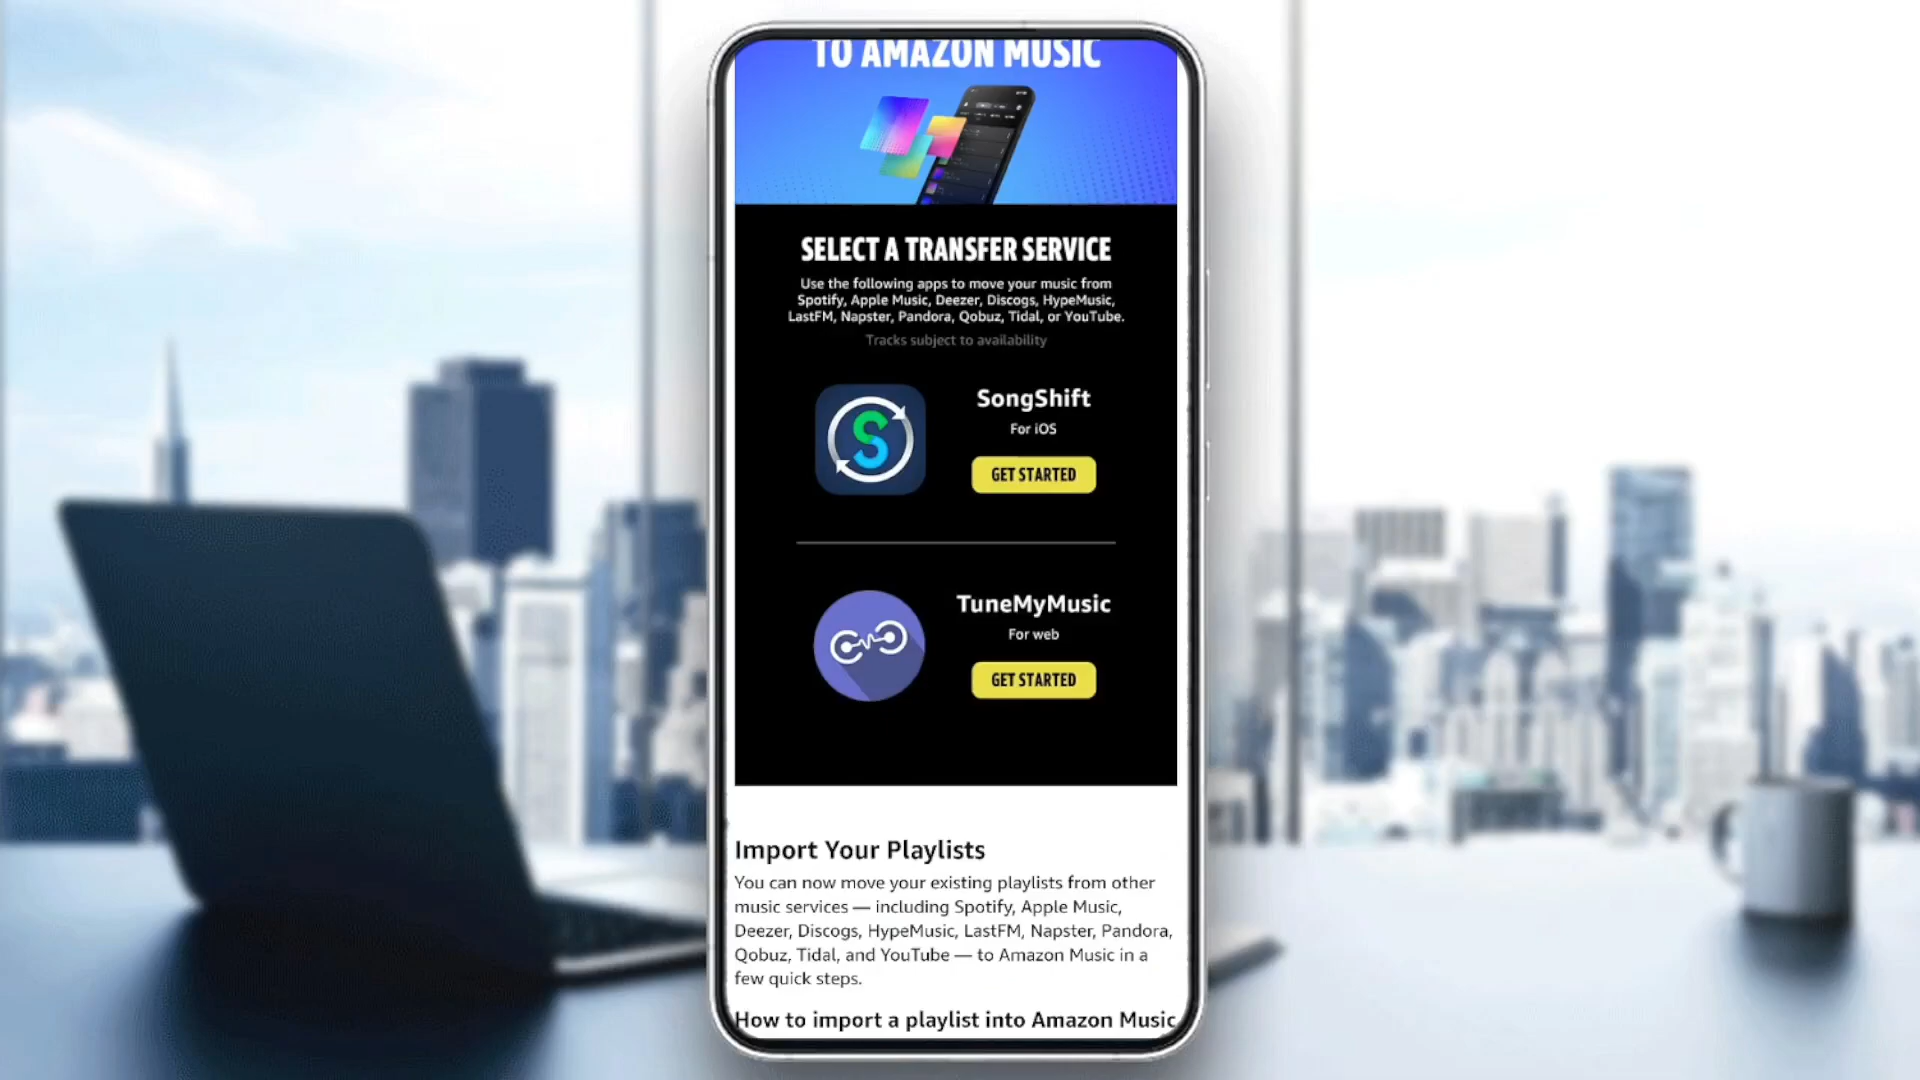 TO AMAZON MUSIC
SELECT A TRANSFER SERVICE
Use the following apps to move your music from
Spotify, Apple Music, Deezer, Discogs, HypeMusic,
LastFM, Napster, Pandora, Qobuz, Tidal, or YouTube.
Tracks subject to availability
SongShift
For iOS
GET STARTED
TuneMyMusic
For web
GET STARTED
Import Your Playlists
You can now move your existing playlists from other
music services — including Spotify, Apple Music,
Deezer, Discogs, HypeMusic, LastFM, Napster, Pandora,
Qobuz, Tidal, and YouTube — to Amazon Music in a
few quick steps.
How to import a playlist into Amazon Music